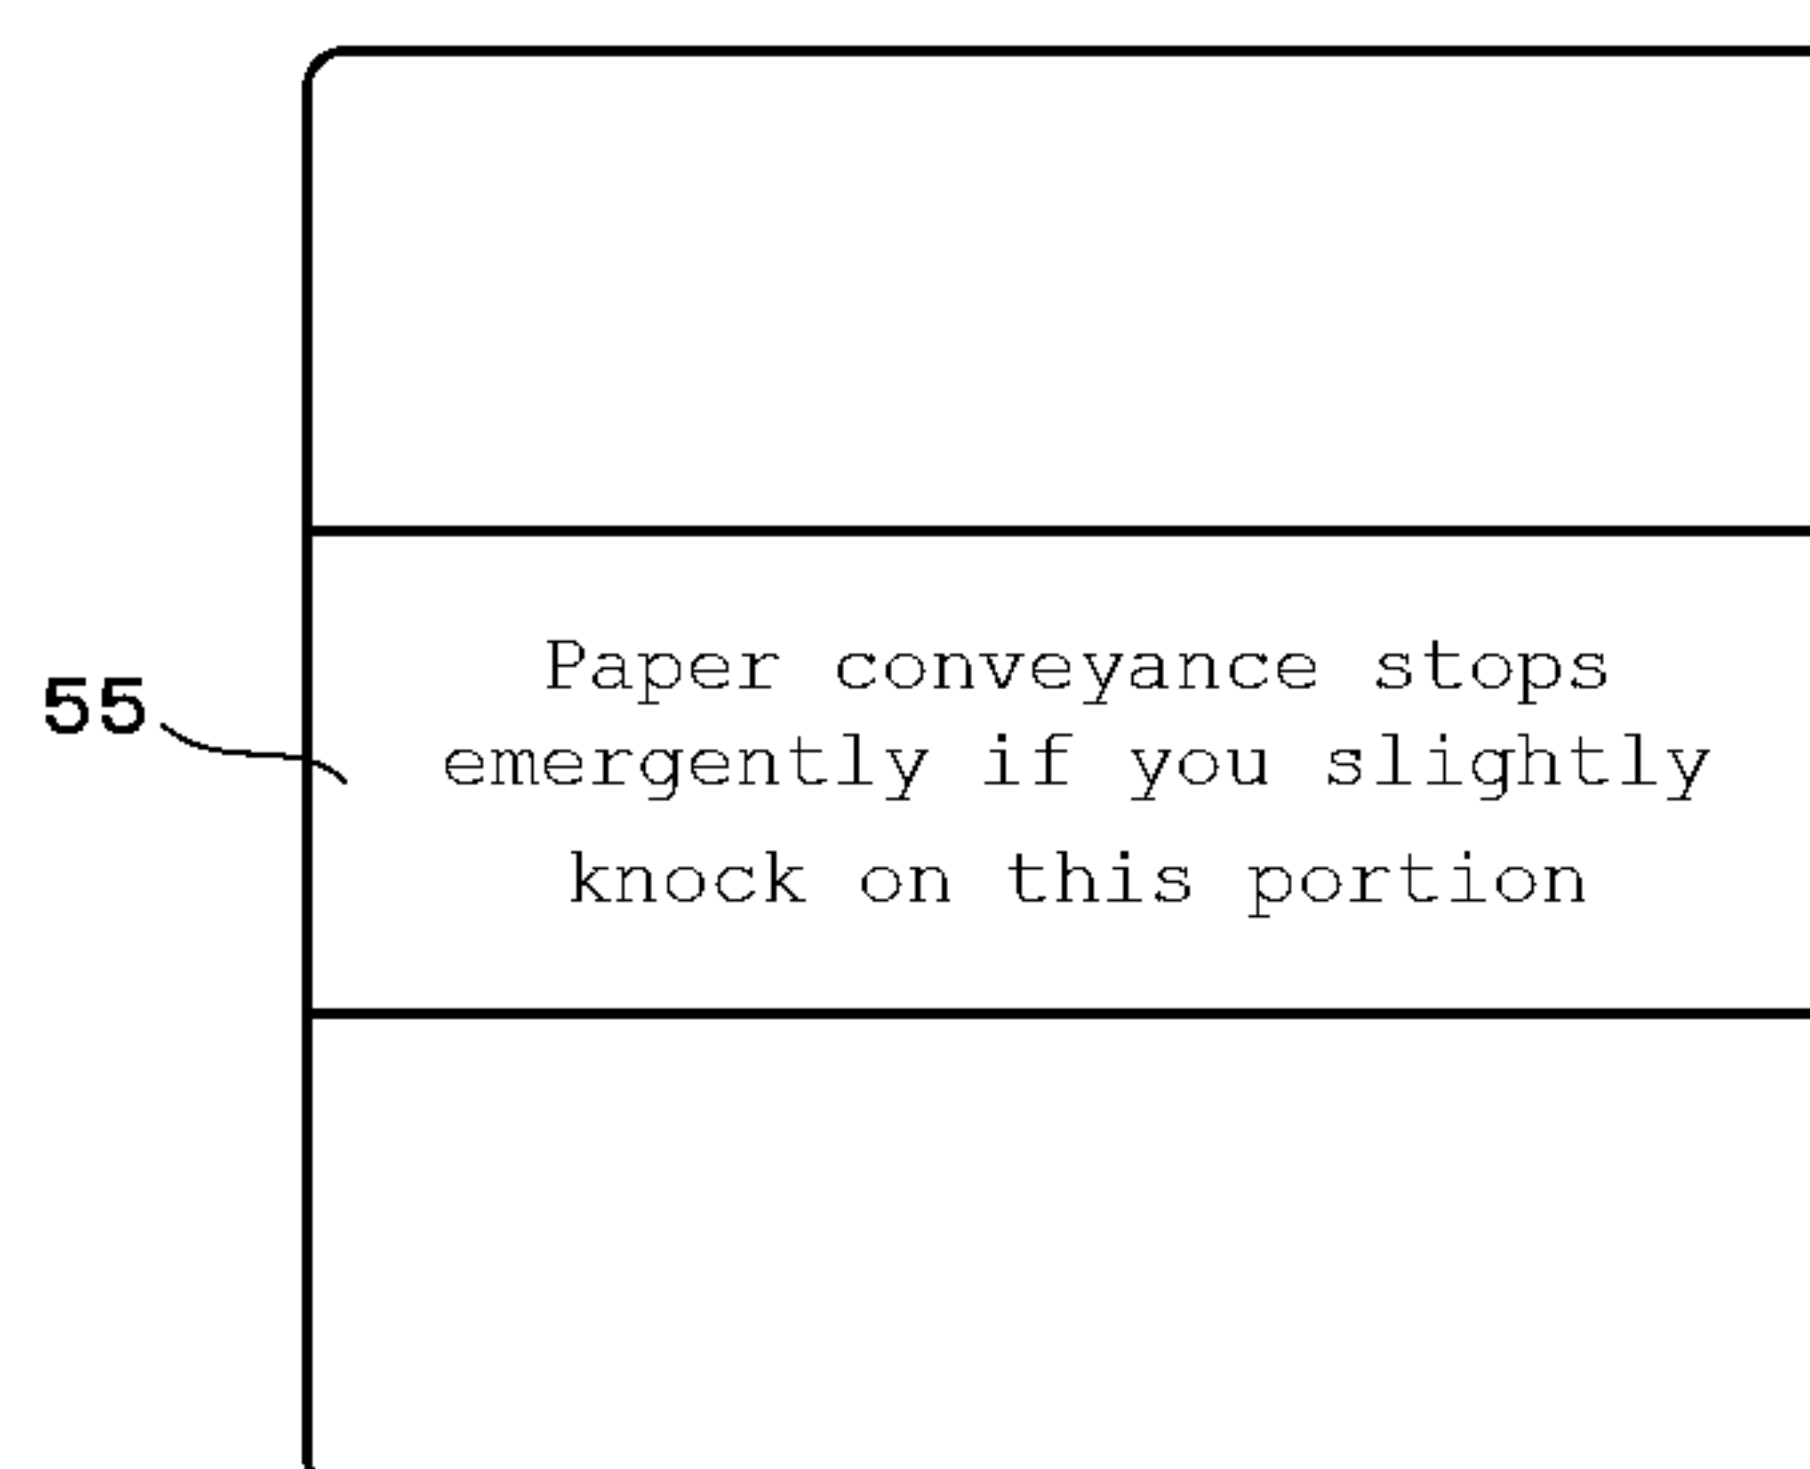 Paper conveyance stops
55 emergently if you slightly
knock on this portion